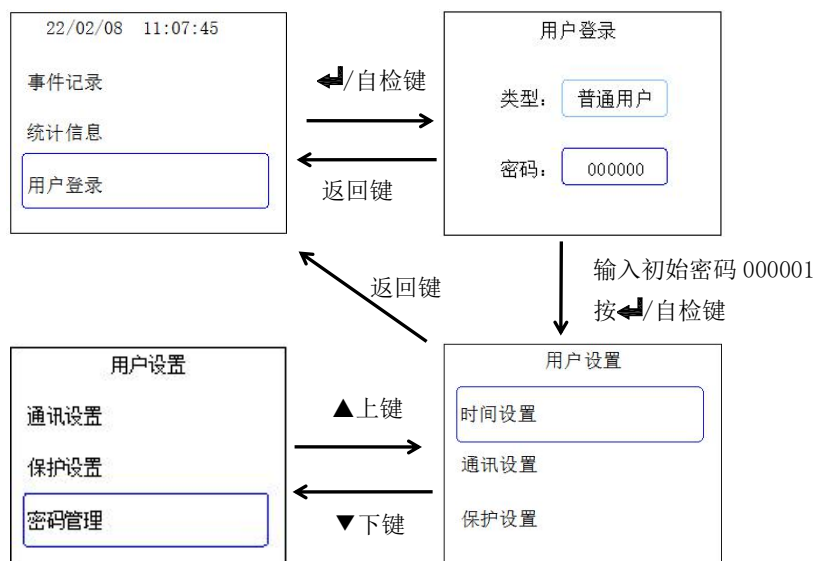 22/02/08 11:07:45
事件记录
统计信息
用户登录
/自检键
返回键
用户登录
类型： 普通用户
密码： 000000
输入初始密码 000001
按/自检键
返回键
用户设置
通讯设置
保护设置
密码管理
▲上键
▼下键
用户设置
时间设置
通讯设置
保护设置